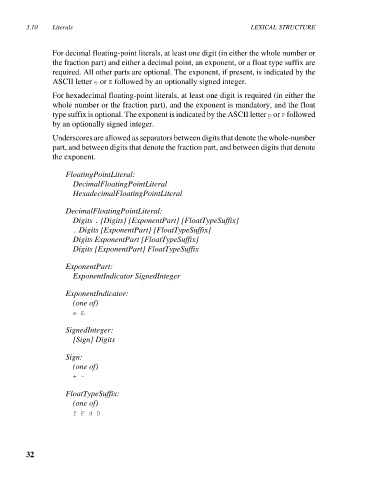 3.10 Literals LEXICAL STRUCTURE
For decimal floating-point literals, at least one digit (in either the whole number or
the fraction part) and either a decimal point, an exponent, or a float type suffix are
required. All other parts are optional. The exponent, if present, is indicated by the
ASCII letter e or E followed by an optionally signed integer.
For hexadecimal floating-point literals, at least one digit is required (in either the
whole number or the fraction part), and the exponent is mandatory, and the float
type suffix is optional. The exponent is indicated by the ASCII letter p or P followed
by an optionally signed integer.
Underscores are allowed as separators between digits that denote the whole-number
part, and between digits that denote the fraction part, and between digits that denote
the exponent.
FloatingPointLiteral:
DecimalFloatingPointLiteral
HexadecimalFloatingPointLiteral
DecimalFloatingPointLiteral:
Digits . [Digits] [ExponentPart] [FloatTypeSuffix]
. Digits [ExponentPart] [FloatTypeSuffix]
Digits ExponentPart [FloatTypeSuffix]
Digits [ExponentPart] FloatTypeSuffix
ExponentPart:
ExponentIndicator SignedInteger
ExponentIndicator:
(one of)
e E
SignedInteger:
[Sign] Digits
Sign:
(one of)
+ -
FloatTypeSuffix:
(one of)
f F d D
32